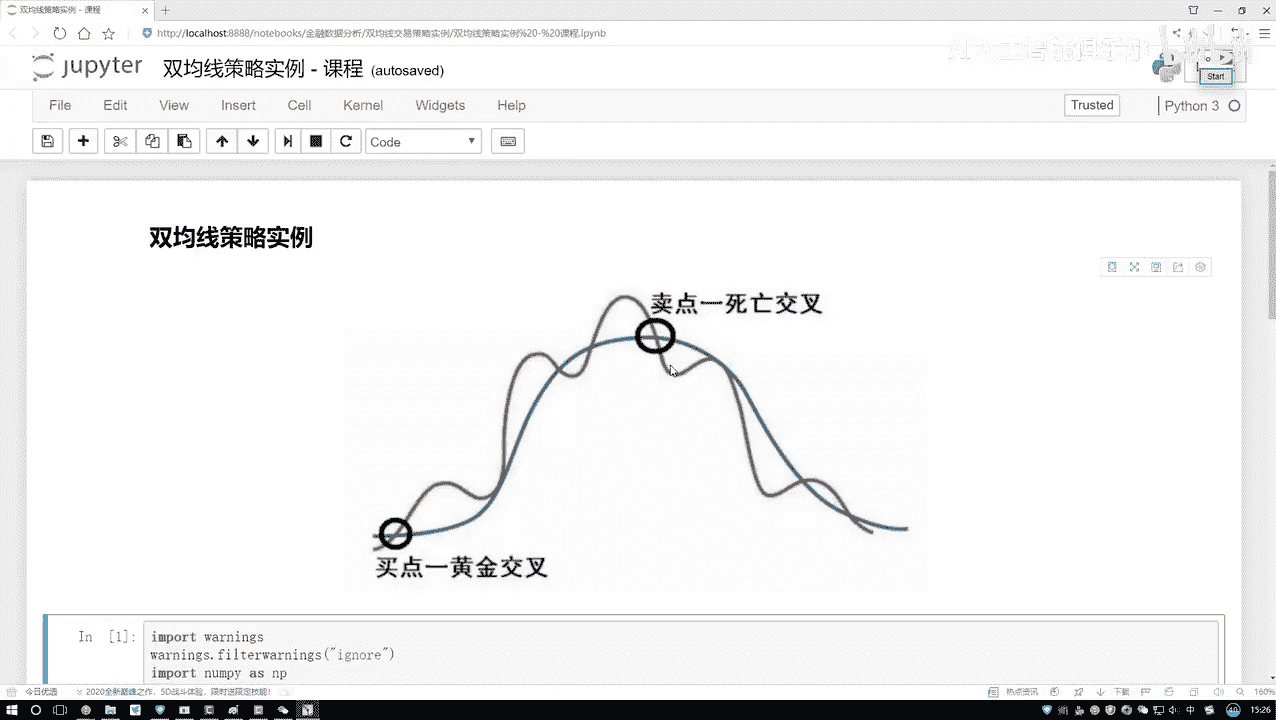 双均线策略实例 - 课程
http://localhost:8888/notebooks/金融数据分析/双均线交易策略实例/双均线策略实例%20-%20课程.ipynb
jupyter 双均线策略实例 - 课程 (autosaved)
Start
File Edit View Insert Cell Kernel Widgets Help
Trusted
Python 3
Code
双均线策略实例
卖点一死亡交叉
买点一黄金交叉
In [1]:
import warnings
warnings.filterwarnings("ignore")
import numpy as np
今日优选
2020全新巅峰之作，5D战斗体验，限时送限定技能！
热点资讯
下载
160%
中
15:26